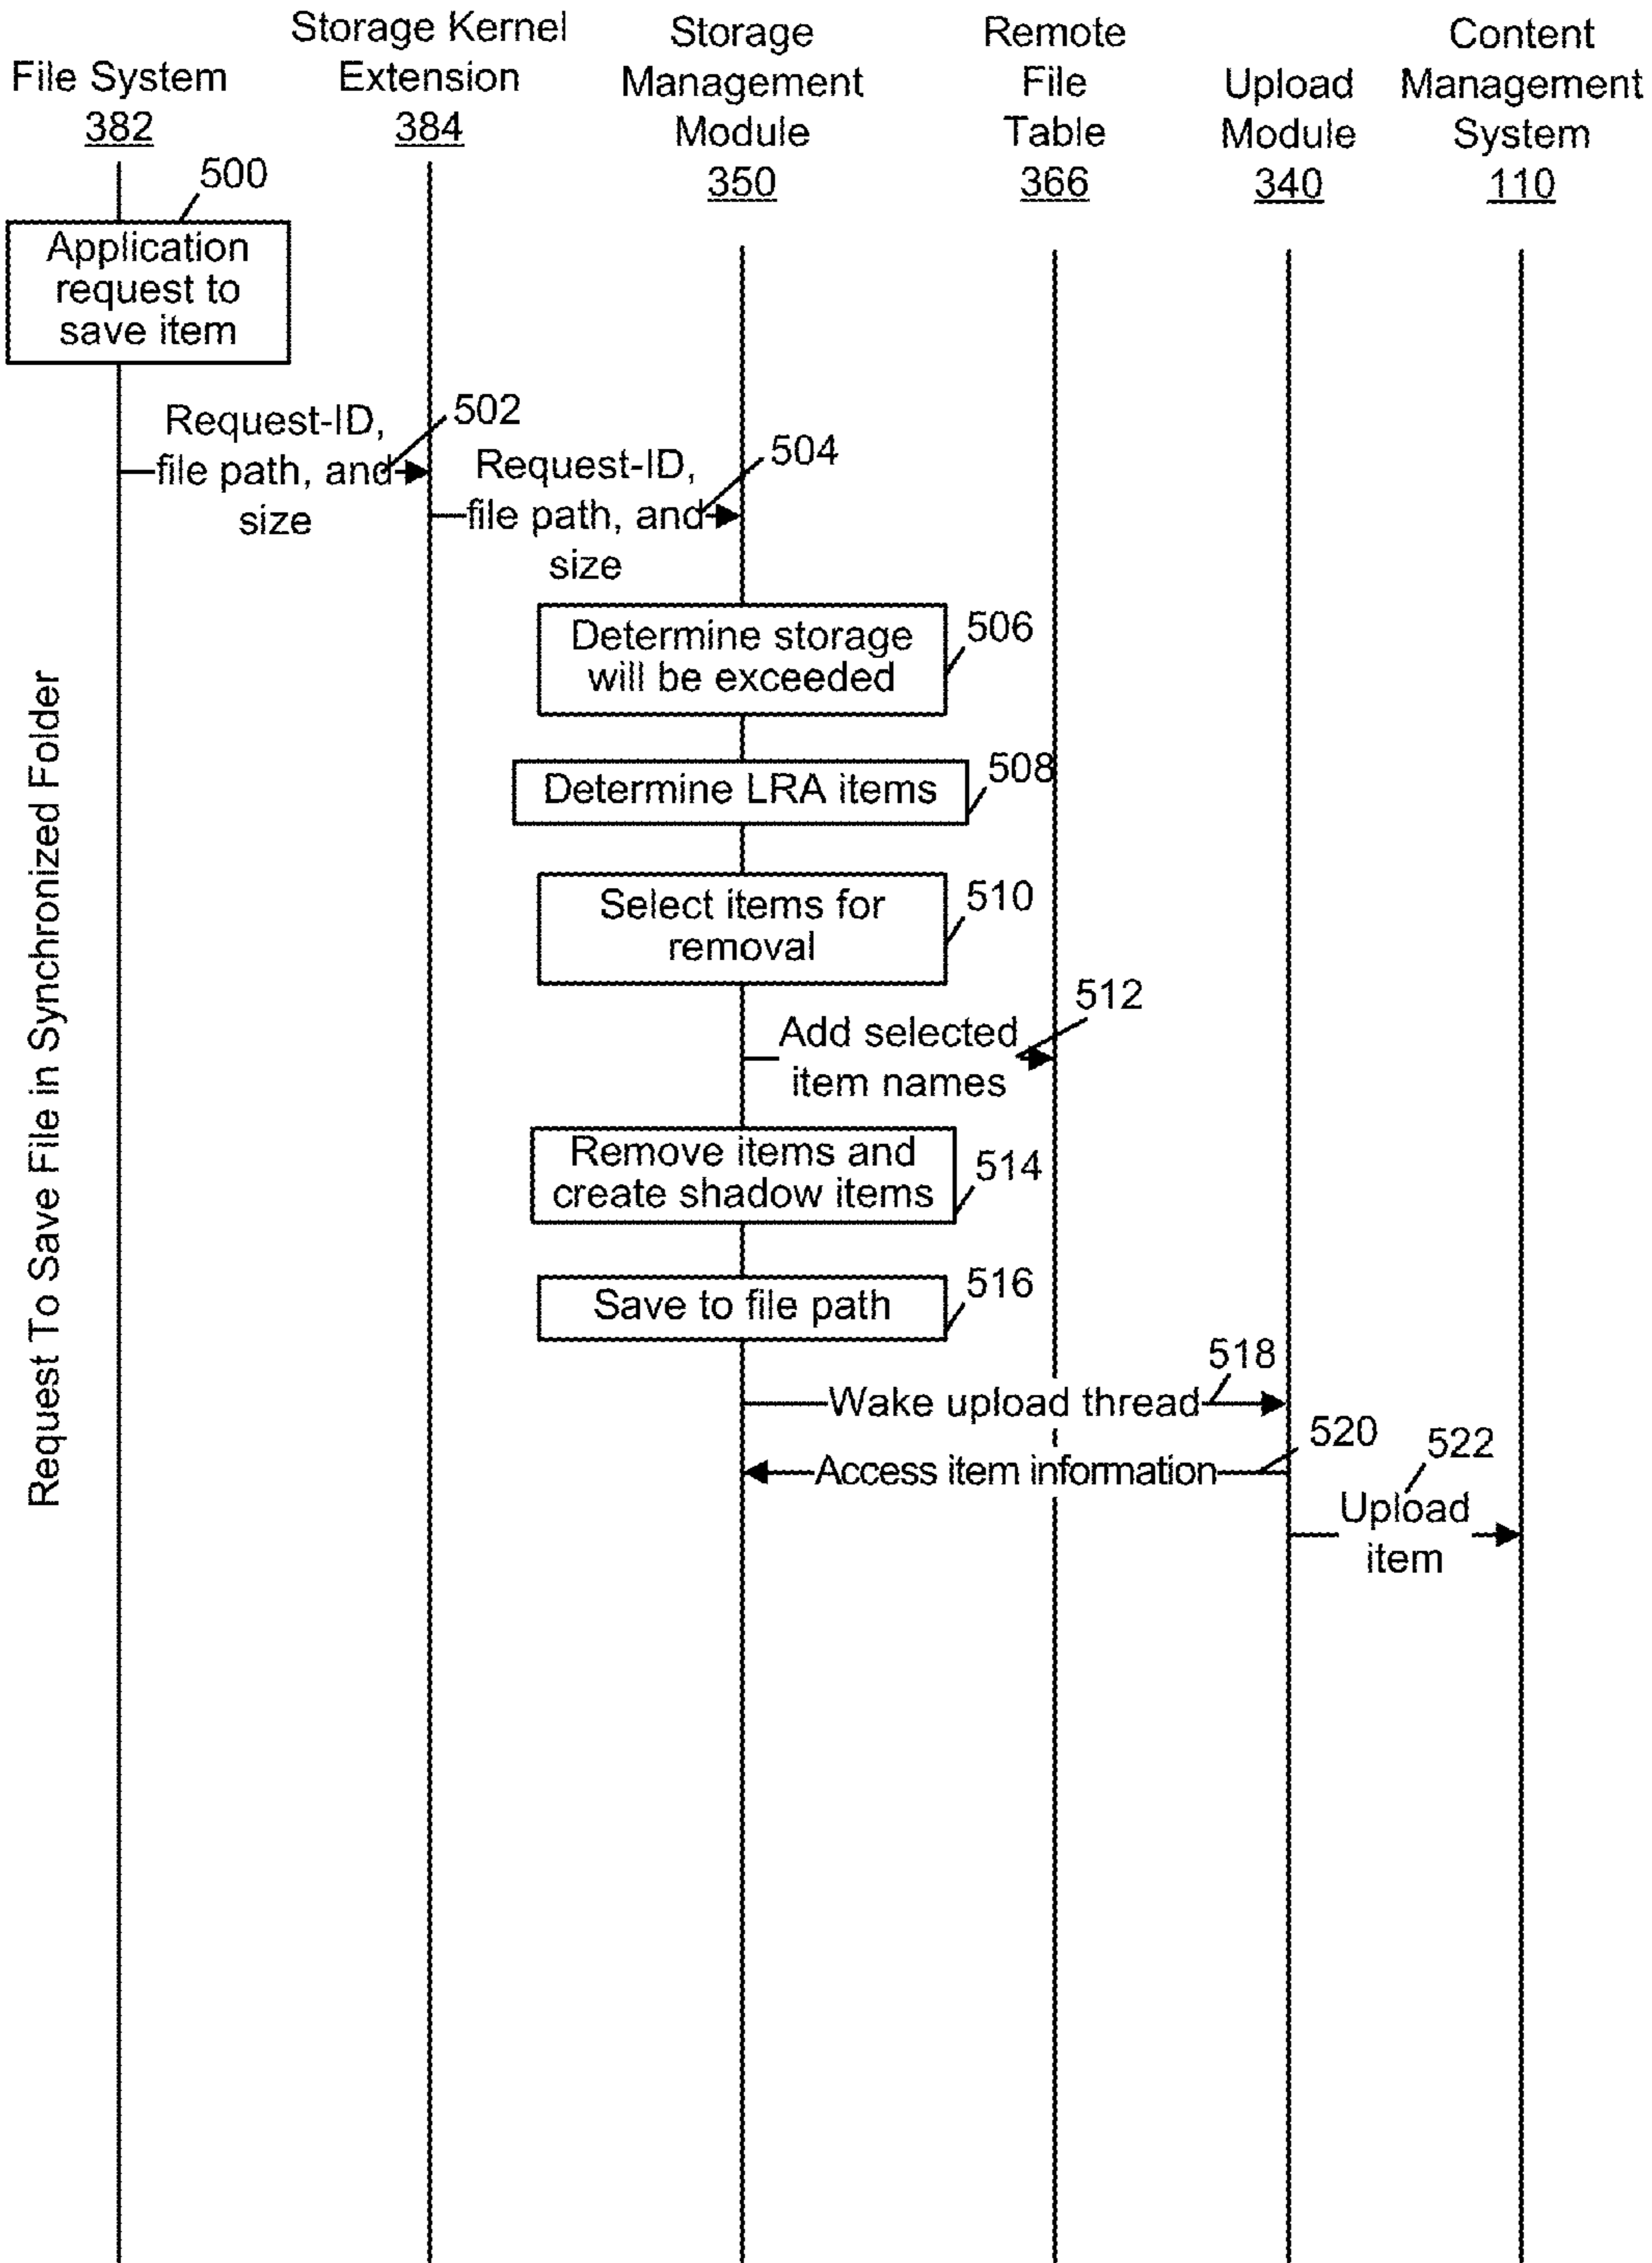 File System
382
Storage Kernel
Extension
384
Storage
Management
Module
350
Remote
File
Table
366
Upload
Module
340
Content
Management
System
110
500
Application
request to
save item
502
Request-ID,
file path, and
size
504
Request-ID,
file path, and
size
Determine storage
will be exceeded
506
Determine LRA items
508
Select items for
removal
510
512
Add selected
item names
Remove items and
create shadow items
514
Save to file path
516
518
Wake upload thread
520
Access item information
522
Upload
item
Request To Save File in Synchronized Folder